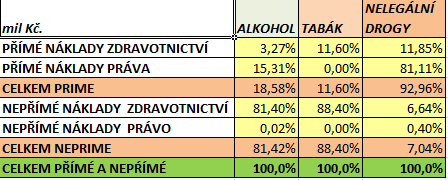 NELEGÁLNÍ
mil Kč. ALKOHOL TABÁK DROGY
PŘÍMÉ NÁKLADY ZDRAVOTNICTVÍ 3,27% 11,60% 11,85%
PŘÍMÉ NÁKLADY PRÁVA 15,31% 0,00% 81,11%
CELKEM PRIME 18,58% 11,60% 92,96%
NEPŘÍMÉ NÁKLADY ZDRAVOTNICTVÍ 81,40% 88,40% 6,64%
NEPŘÍMÉ NÁKLADY PRÁVO 0,02% 0,00% 0,40%
CELKEM NEPRIME 81,42% 88,40% 7,04%
CELKEM PŘÍMÉ A NEPŘÍMÉ 100,0% 100,0% 100,0%